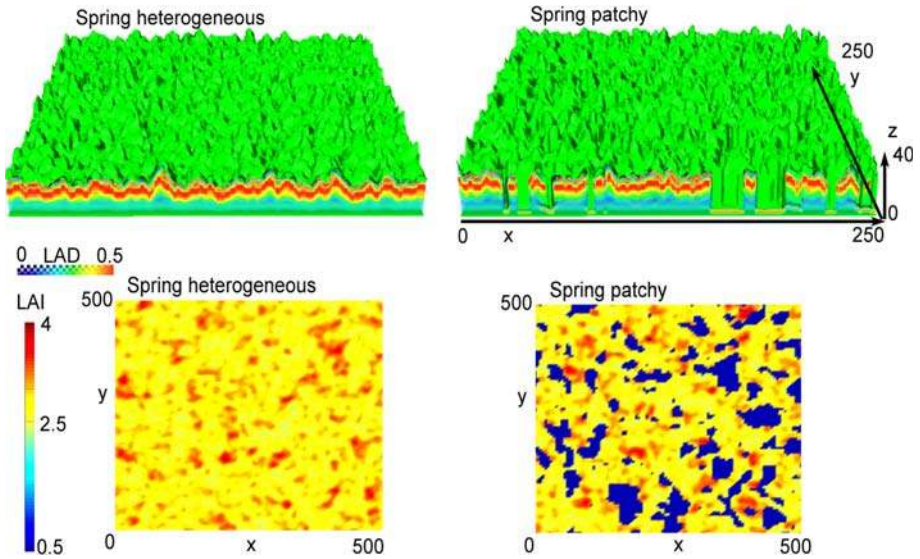 Spring heterogeneous
Spring patchy
250
y
z
40
0
0 x 250
0 LAD 0.5
LAI
4
2.5
0.5
Spring heterogeneous
500
y
0 x 500
Spring patchy
500
y
0 x 500